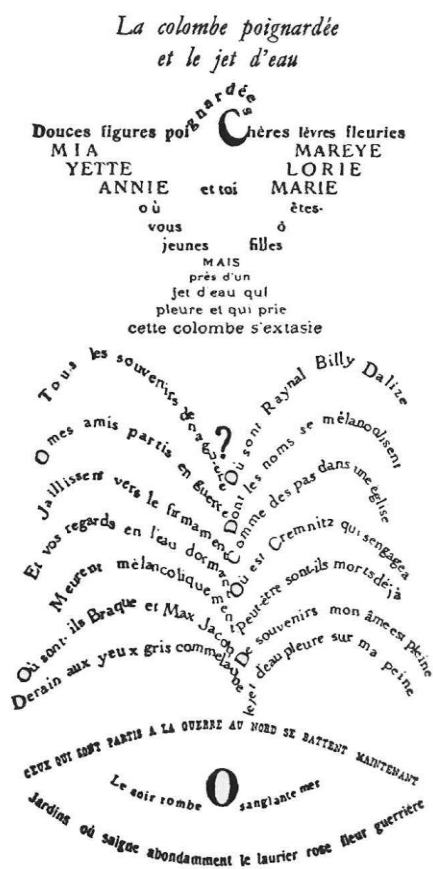 La colombe poignardée
et le jet d'eau
Douces figures poignardées Chères lèvres fleuries
MIA MAREYE
YETTE LORIE
ANNIE et toi MARIE
où êtes-
vous ô
jeunes filles
MAIS
près d'un
jet d'eau qui
pleure et qui prie
cette colombe s'extasie
Tous les souvenirs de naguère
O mes amis partis en guerre
Jaillissent vers le firmament
Et vos regards en l'eau dormant
Meurent mélancoliquement
Où sont-ils Braque et Max Jacob
Derain aux yeux gris comme l'aube
?
Où sont Raynal Billy Dalize
Dont les noms se mélancolisent
Comme des pas dans une église
Où est Cremnitz qui s'engagea
Peut-être sont-ils morts déjà
De souvenirs mon âme est pleine
Le jet d'eau pleure sur ma peine
CEUX QUI SONT PARTIS A LA GUERRE AU NORD SE BATTENT MAINTENANT
Le soir tombe O sanglante mer
Jardins où saigne abondamment le laurier rose fleur guerrière